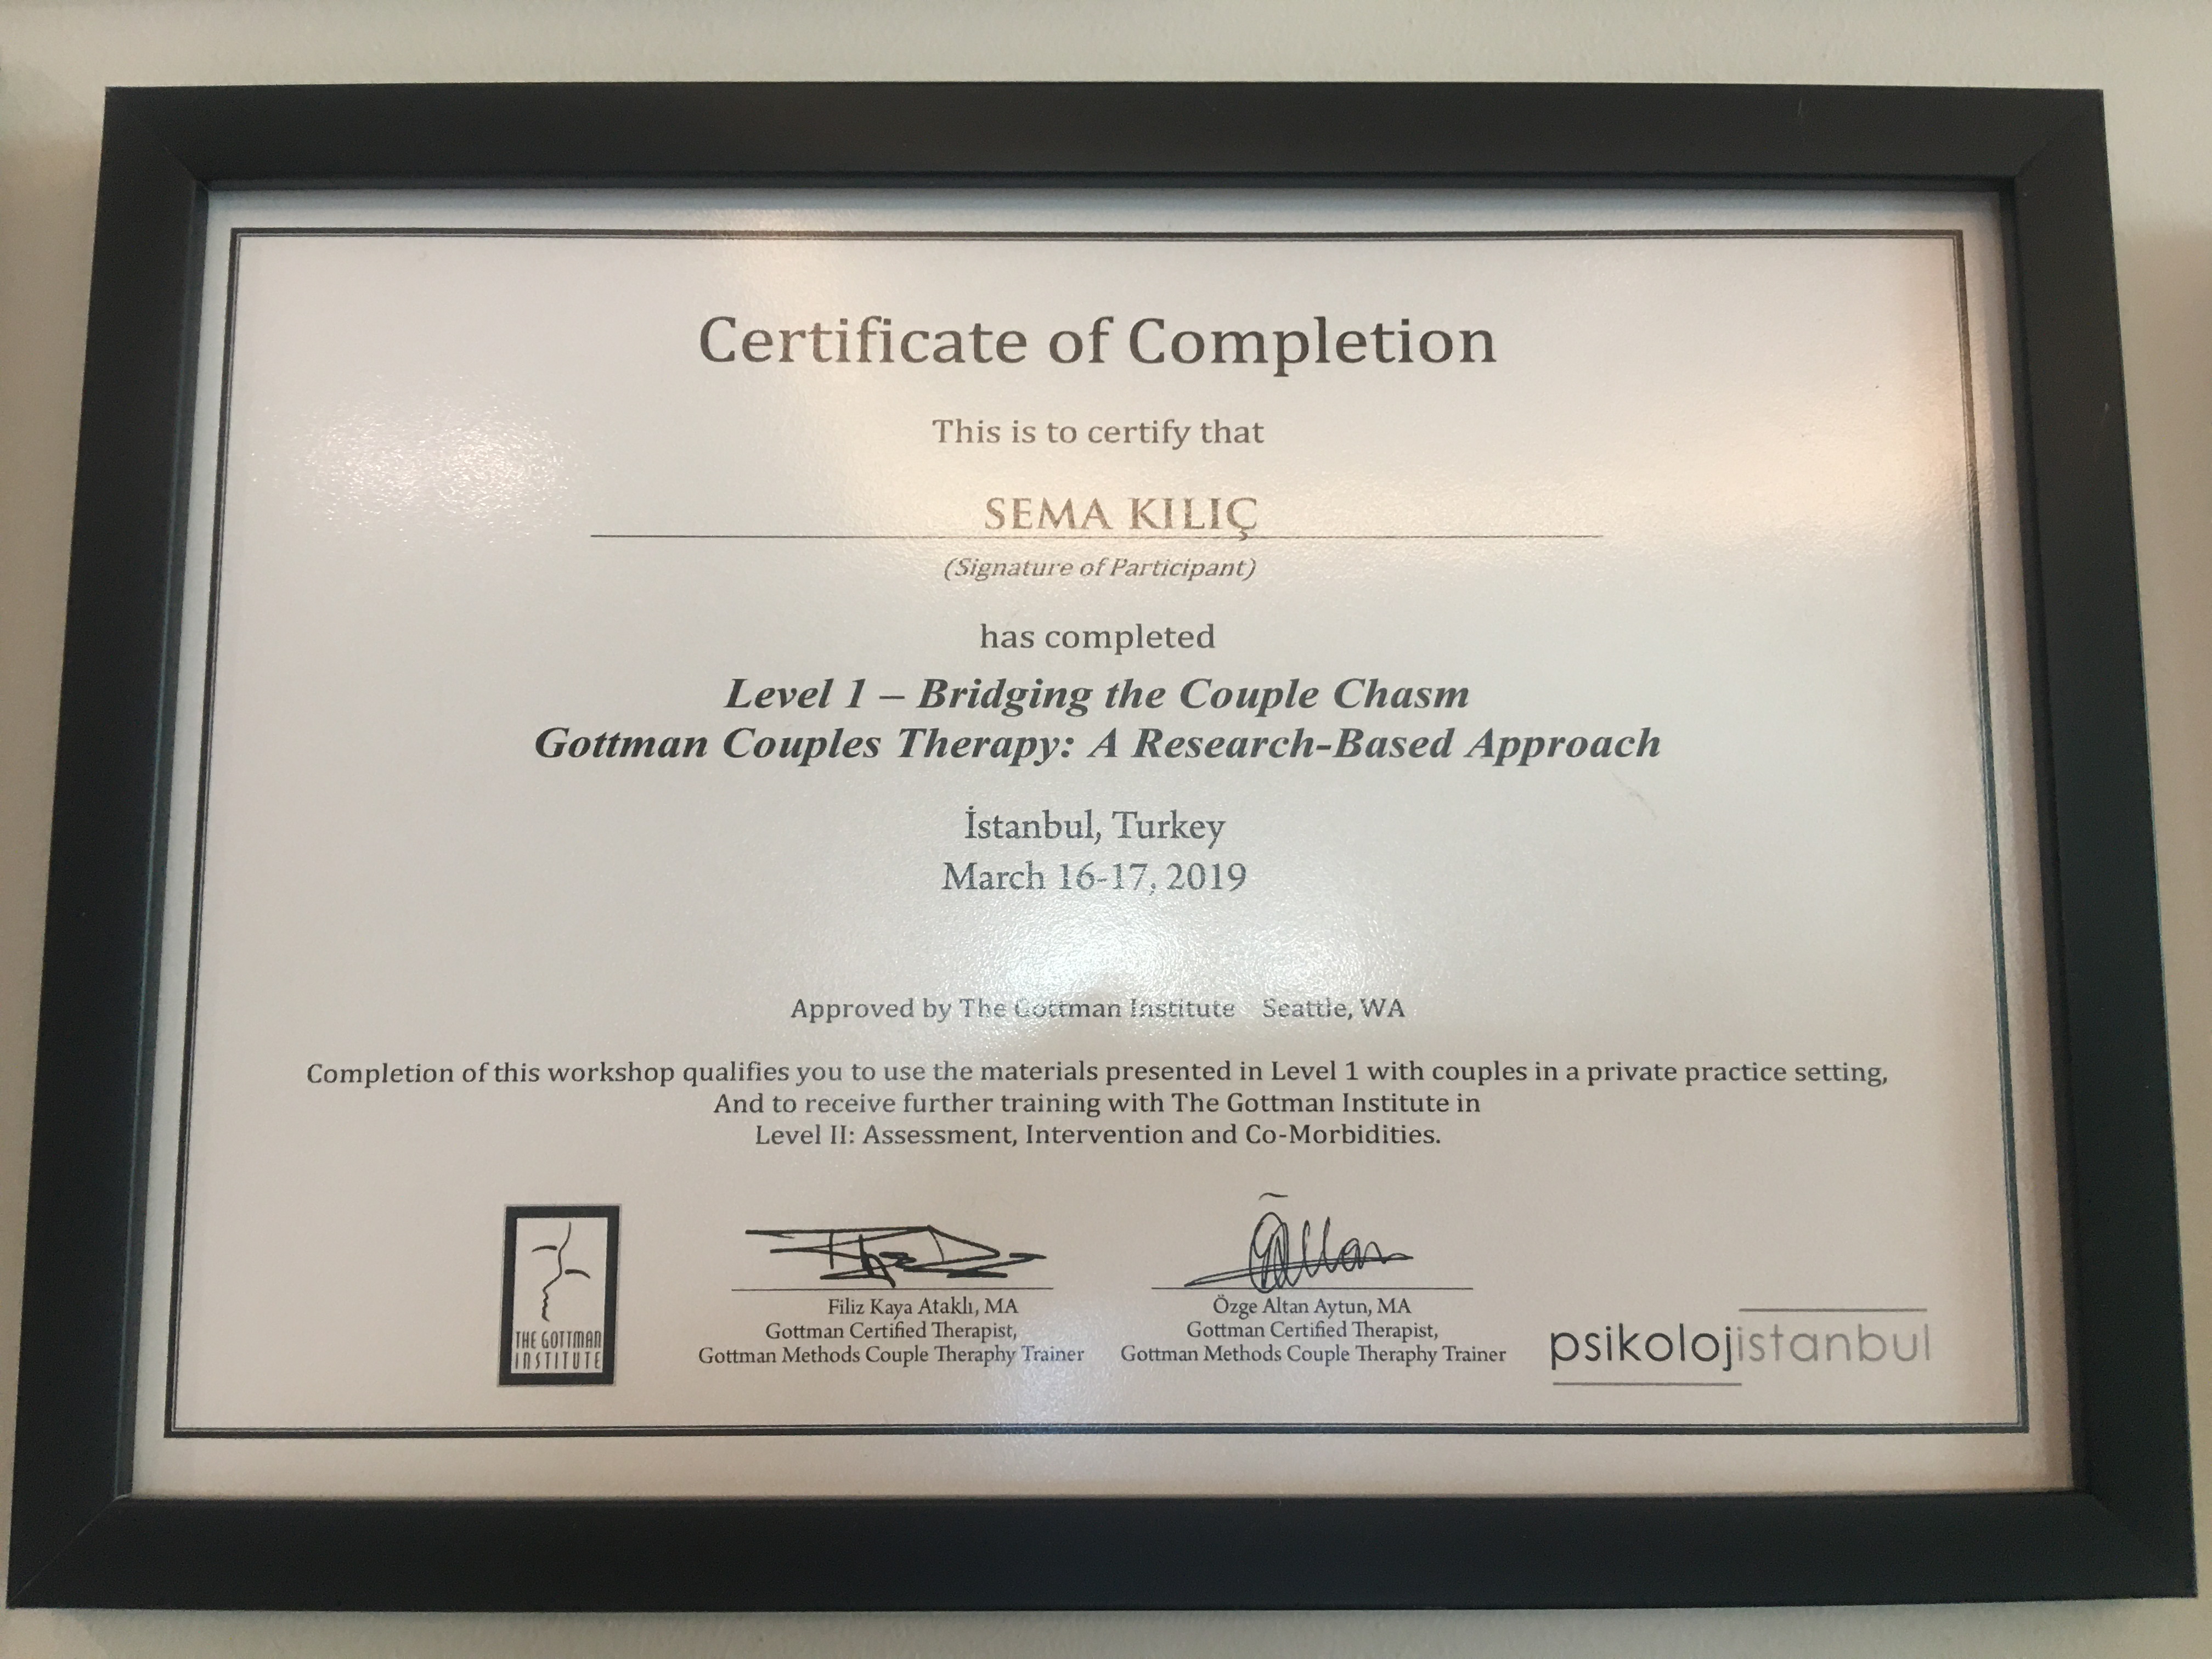 Certificate of Completion
This is to certify that
SEMA KILIÇ
(Signature of Participant)
has completed
Level 1 – Bridging the Couple Chasm
Gottman Couples Therapy: A Research-Based Approach
İstanbul, Turkey
March 16-17, 2019
Approved by The Gottman Institute Seattle, WA
Completion of this workshop qualifies you to use the materials presented in Level 1 with couples in a private practice setting,
And to receive further training with The Gottman Institute in
Level II: Assessment, Intervention and Co-Morbidities.
THE GOTTMAN
INSTITUTE
Filiz Kaya Ataklı, MA
Gottman Certified Therapist,
Gottman Methods Couple Theraphy Trainer
Özge Altan Aytun, MA
Gottman Certified Therapist,
Gottman Methods Couple Theraphy Trainer
psikolojistanbul